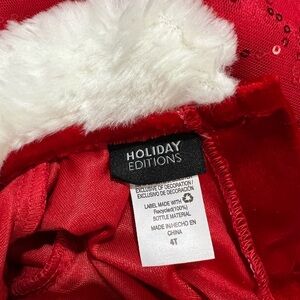 HOLIDAY
EDITIONS
EXCLUSIVE OF DECORATION /
EXCLUSIVO DE DECORACIÓN
LABEL MADE WITH
Recycled(100%)
BOTTLE MATERIAL
MADE IN/HECHO EN
CHINA
4T